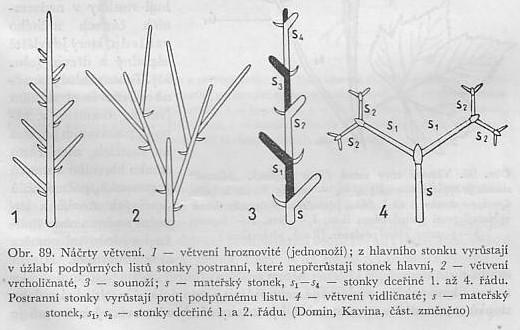 S₄
S₃
S₂
S₁
S
S₂
S₂
S₁
S₁
S₂
S₂
S
1
2
3
4
Obr. 89. Náčrty větvení. 1 — větvení hroznovité (jednonoží); z hlavního stonku vyrůstají
v úžlabí podpůrných listů stonky postranní, které nepřerůstají stonek hlavní, 2 — větvení
vrcholičnaté, 3 — sounoží; s — mateřský stonek, s₁—s₄ — stonky dceřiné 1. až 4. řádu.
Postranní stonky vyrůstají proti podpůrnému listu. 4 — větvení vidličnaté; s — mateřský
stonek, s₁, s₂ — stonky dceřiné 1. a 2. řádu. (Domin, Kavina, část. změněno)